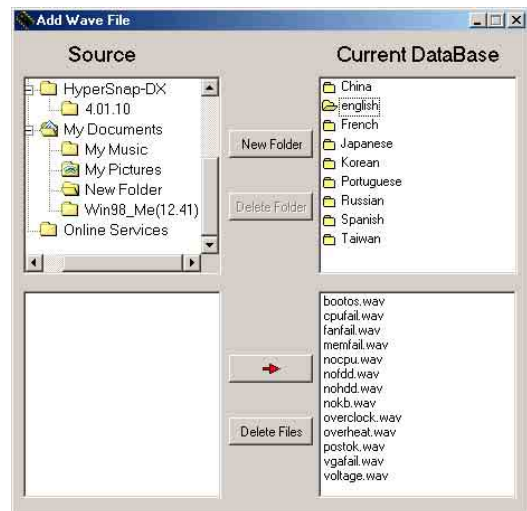 Add Wave File
Source
Current DataBase
HyperSnap-DX
4.01.10
My Documents
My Music
My Pictures
New Folder
Win98_Me(12.41)
Online Services
New Folder
Delete Folder
China
english
French
Japanese
Korean
Portuguese
Russian
Spanish
Taiwan
Delete Files
bootos.wav
cpufail.wav
fanfail.wav
memfail.wav
nocpu.wav
nofdd.wav
nohdd.wav
nokb.wav
overclock.wav
overheat.wav
postok.wav
vgafail.wav
voltage.wav